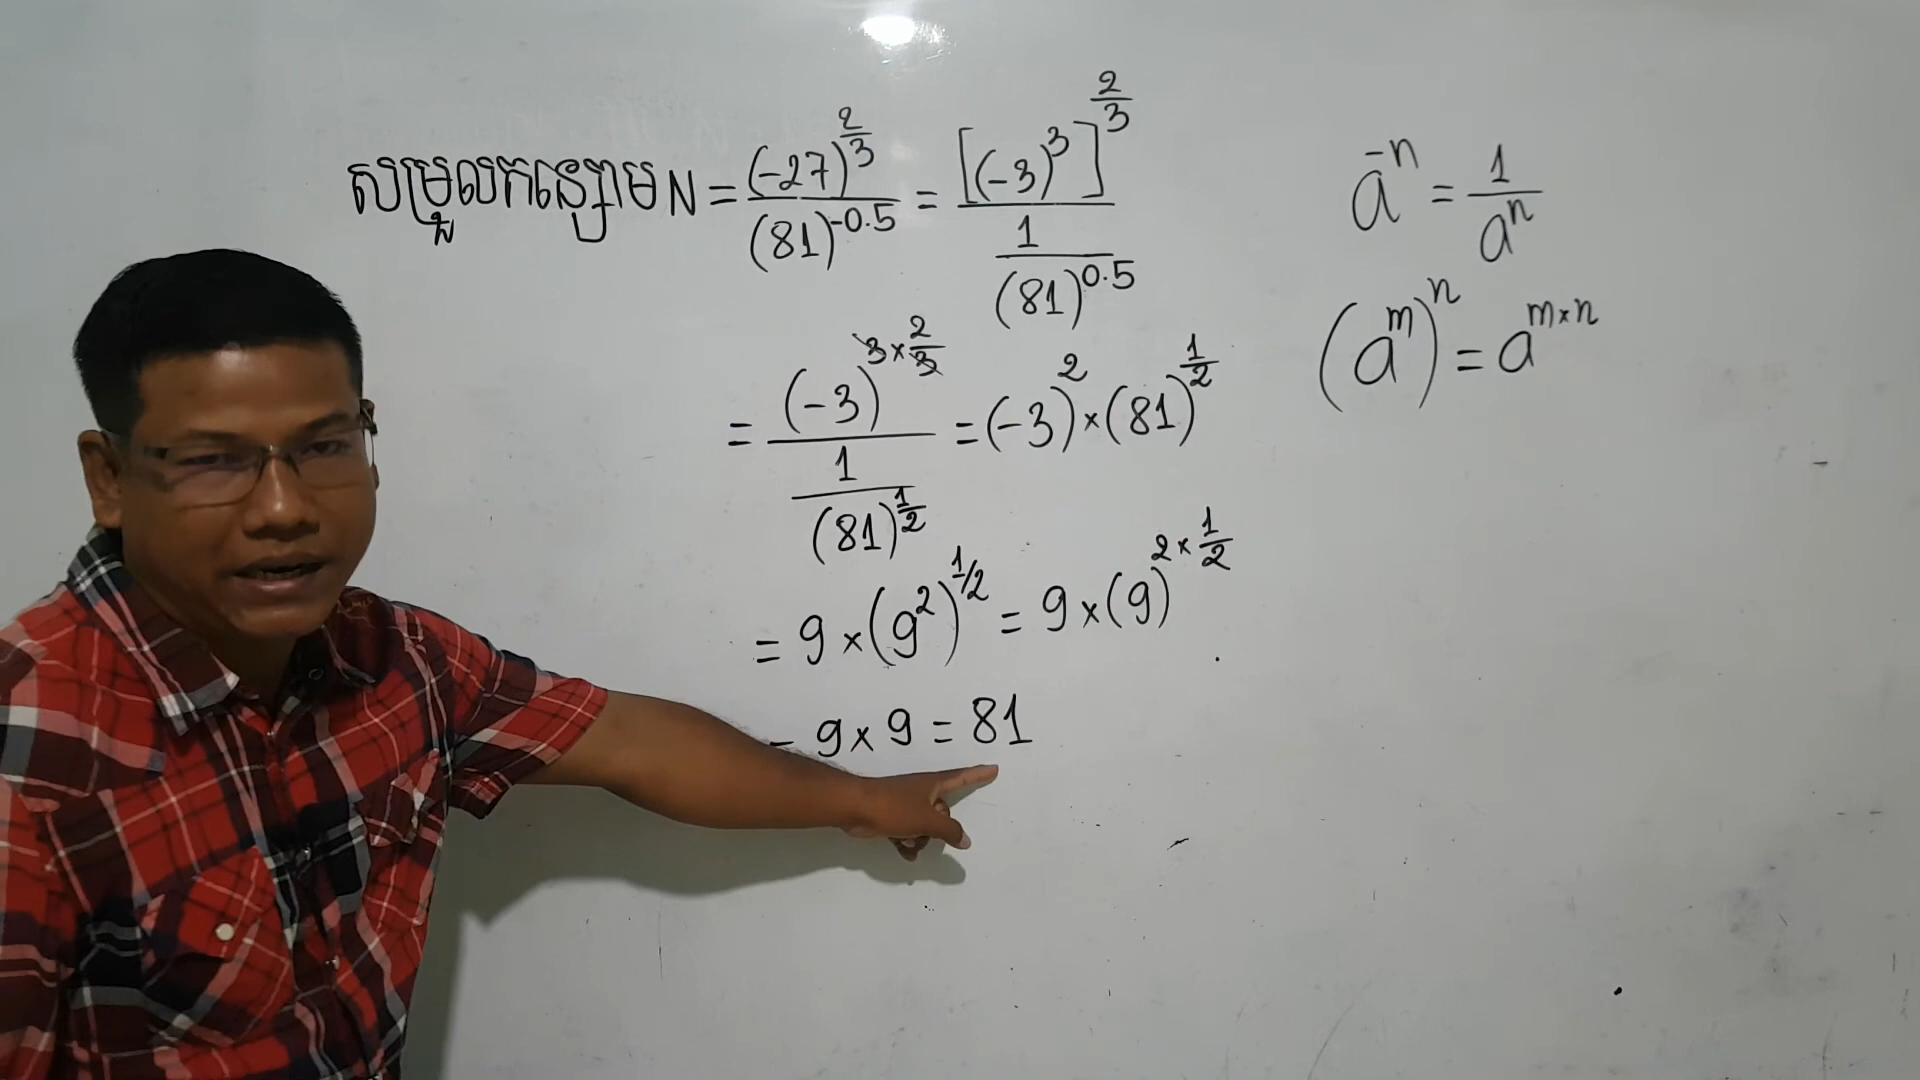 សម្រួលកន្សោម N = (-27)^(2/3) / (81)^(-0.5) = [(-3)^3]^(2/3) / (1 / (81)^(0.5))
= (-3)^(3 × 2/3) / (1 / (81)^(1/2)) = (-3)^2 × (81)^(1/2)
= 9 × (9^2)^(1/2) = 9 × (9)^(2 × 1/2)
= 9 × 9 = 81
a^(-n) = 1 / a^n
(a^m)^n = a^(m×n)